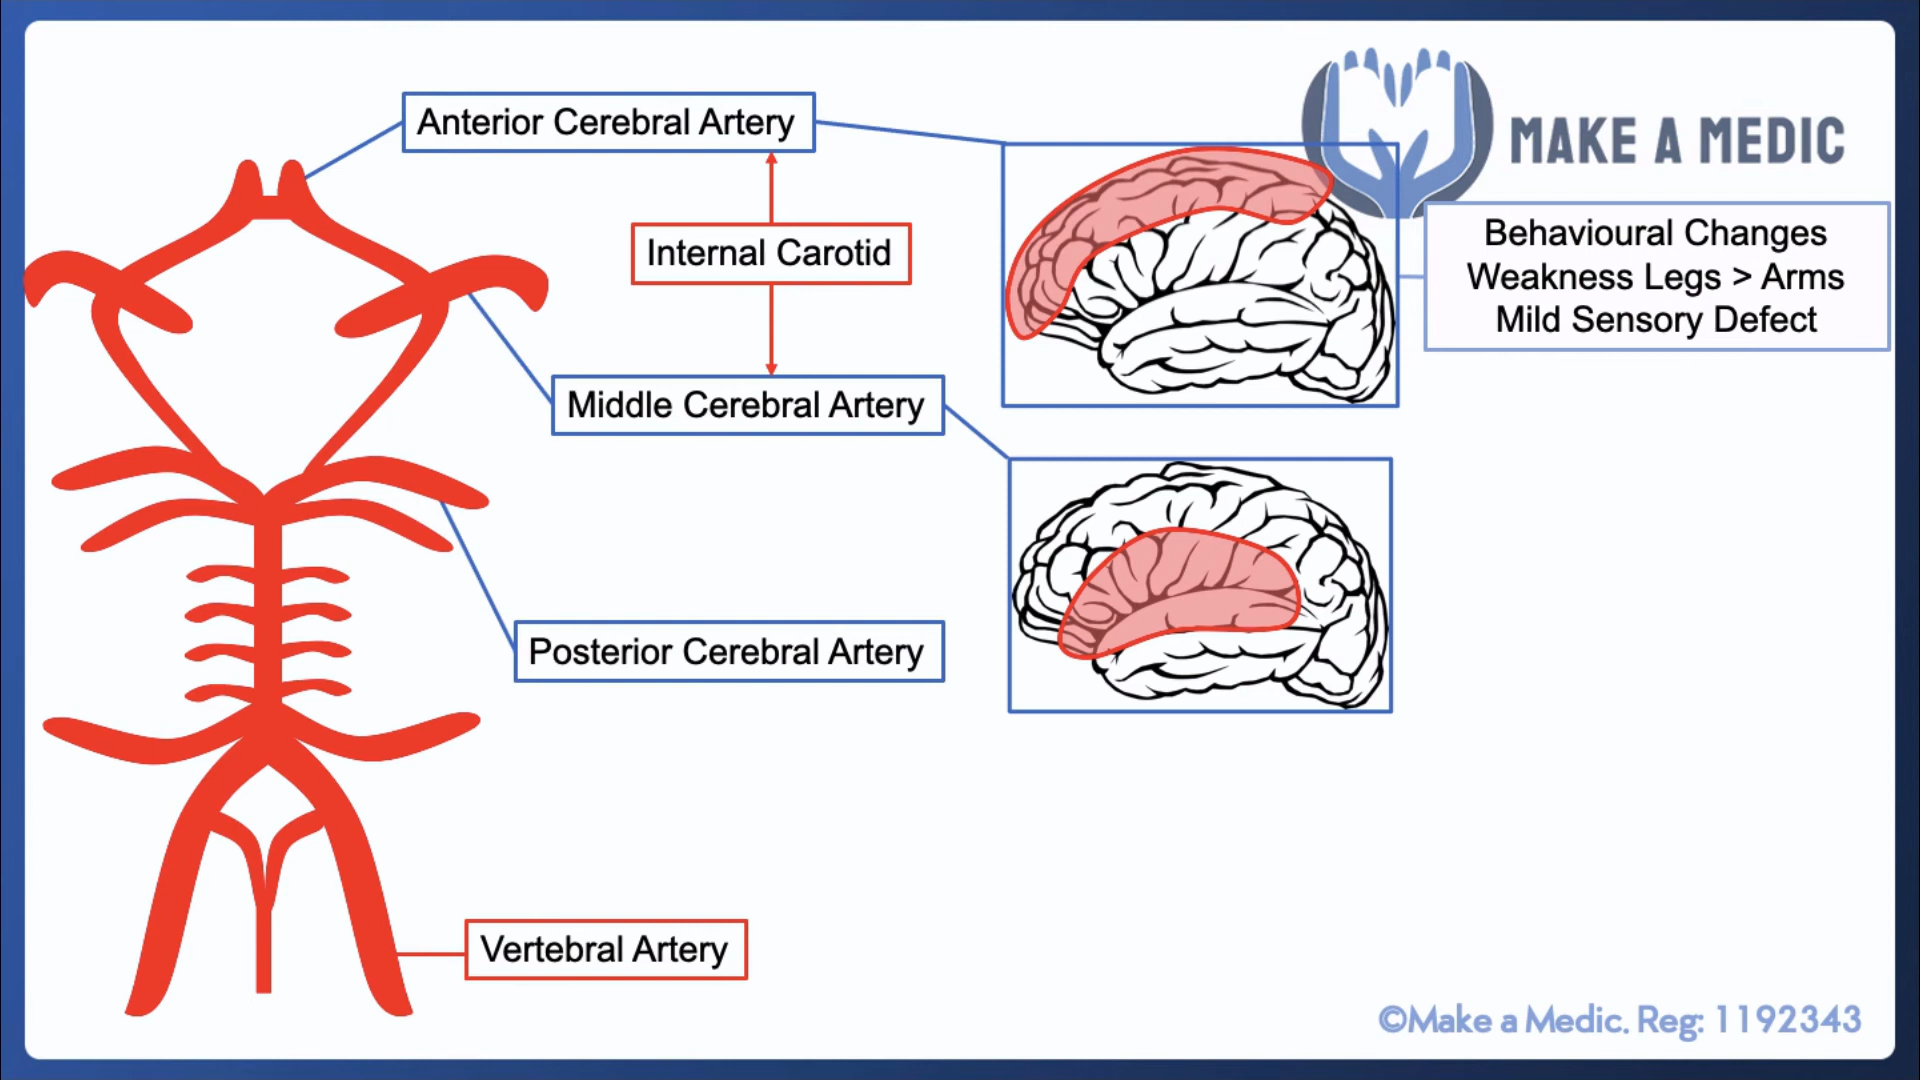 Anterior Cerebral Artery
MAKE A MEDIC
Internal Carotid
Behavioural Changes
Weakness Legs > Arms
Mild Sensory Defect
Middle Cerebral Artery
Posterior Cerebral Artery
Vertebral Artery
©Make a Medic. Reg: 1192343